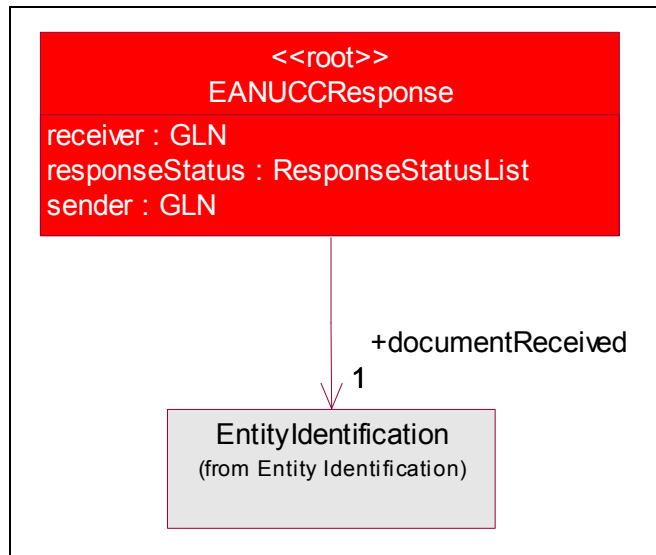 <<root>>
EANUCCResponse
receiver : GLN
responseStatus : ResponseStatusList
sender : GLN
+documentReceived
1
EntityIdentification
(from Entity Identification)